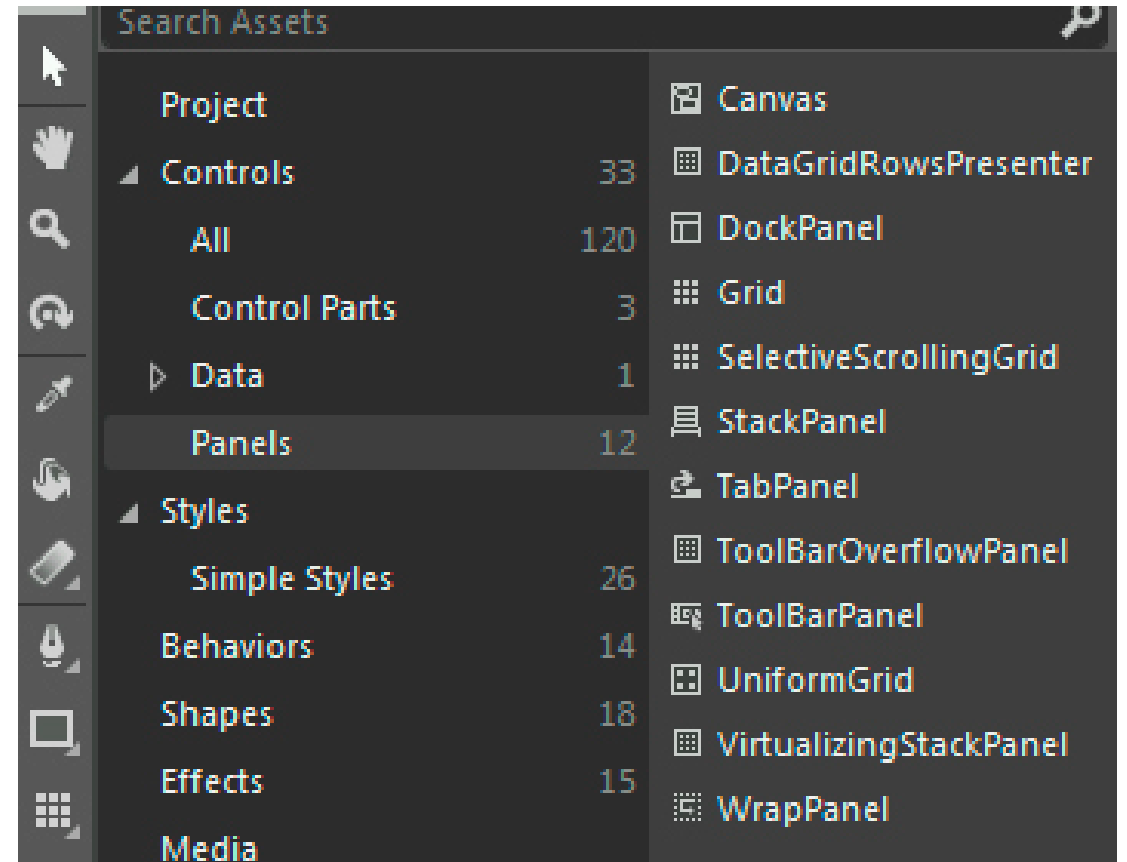 Search Assets
Project
Controls 33
All 120
Control Parts 3
Data 1
Panels 12
Styles
Simple Styles 26
Behaviors 14
Shapes 18
Effects 15
Media
Canvas
DataGridRowsPresenter
DockPanel
Grid
SelectiveScrollingGrid
StackPanel
TabPanel
ToolBarOverflowPanel
ToolBarPanel
UniformGrid
VirtualizingStackPanel
WrapPanel